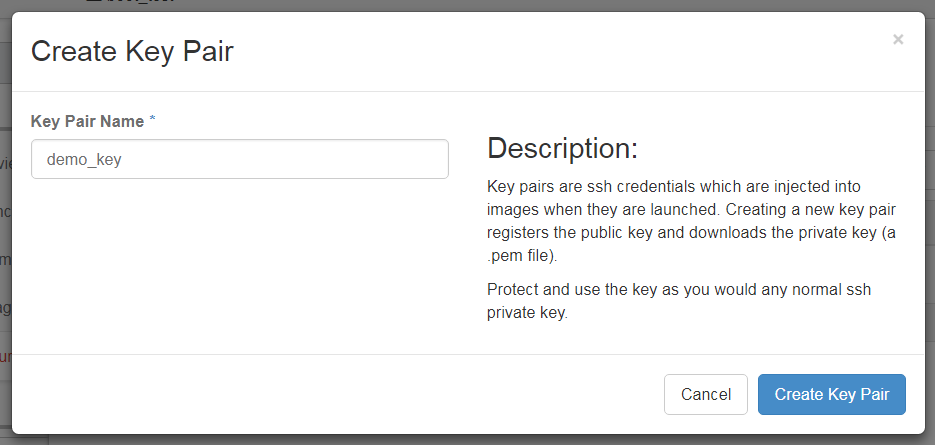 Create Key Pair
×
Key Pair Name *
demo_key
Description:
Key pairs are ssh credentials which are injected into
images when they are launched. Creating a new key pair
registers the public key and downloads the private key (a
.pem file).
Protect and use the key as you would any normal ssh
private key.
Cancel
Create Key Pair